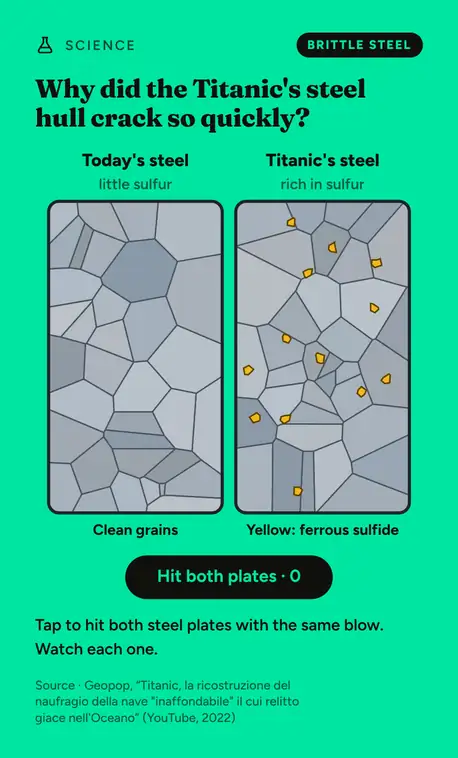 SCIENCE
BRITTLE STEEL
Why did the Titanic's steel
hull crack so quickly?
Today's steel
little sulfur
Titanic's steel
rich in sulfur
Clean grains
Yellow: ferrous sulfide
Hit both plates · 0
Tap to hit both steel plates with the same blow.
Watch each one.
Source · Geopop, "Titanic, la ricostruzione del
naufragio della nave "inaffondabile" il cui relitto
giace nell'Oceano" (YouTube, 2022)